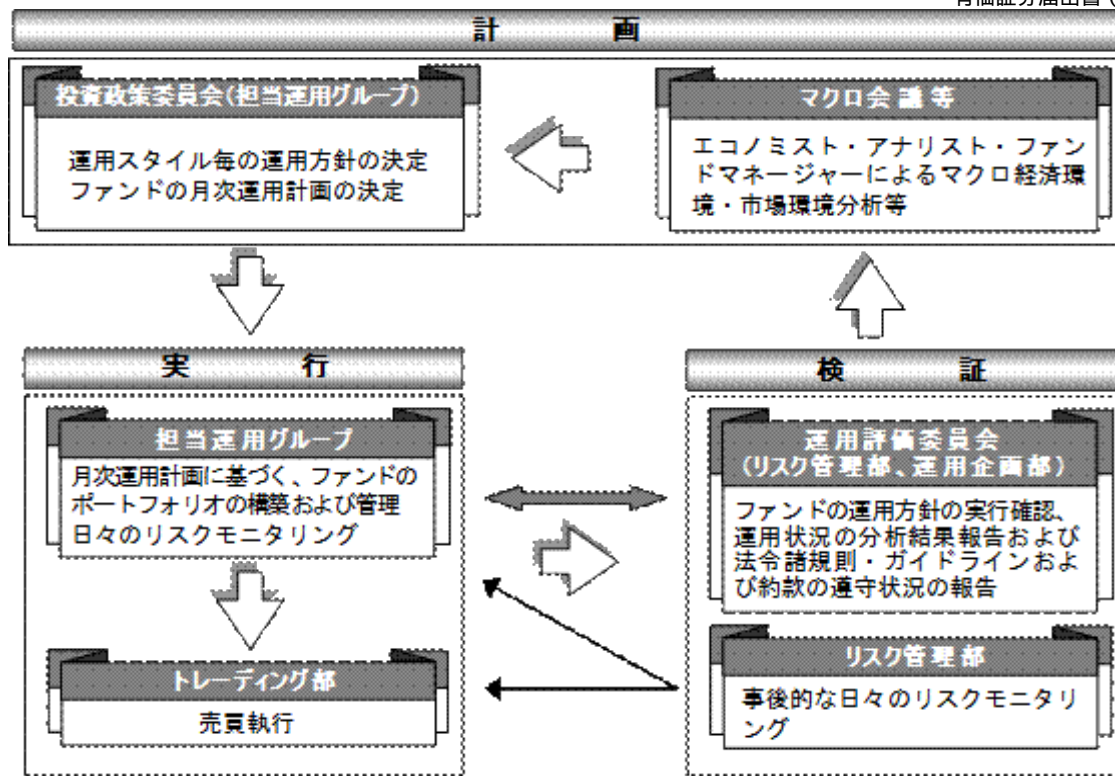 計 画
投資政策委員会(担当運用グループ)
運用スタイル毎の運用方針の決定
ファンドの月次運用計画の決定
マクロ会議等
エコノミスト・アナリスト・ファン
ドマネージャーによるマクロ経済環
境・市場環境分析等
実 行
担当運用グループ
月次運用計画に基づく、ファンドの
ポートフォリオの構築および管理
日々のリスクモニタリング
トレーディング部
売買執行
検 証
運用評価委員会
(リスク管理部、運用企画部)
ファンドの運用方針の実行確認、
運用状況の分析結果報告および
法令諸規則・ガイドラインおよ
び約款の遵守状況の報告
リスク管理部
事後的な日々のリスクモニタリ
ング